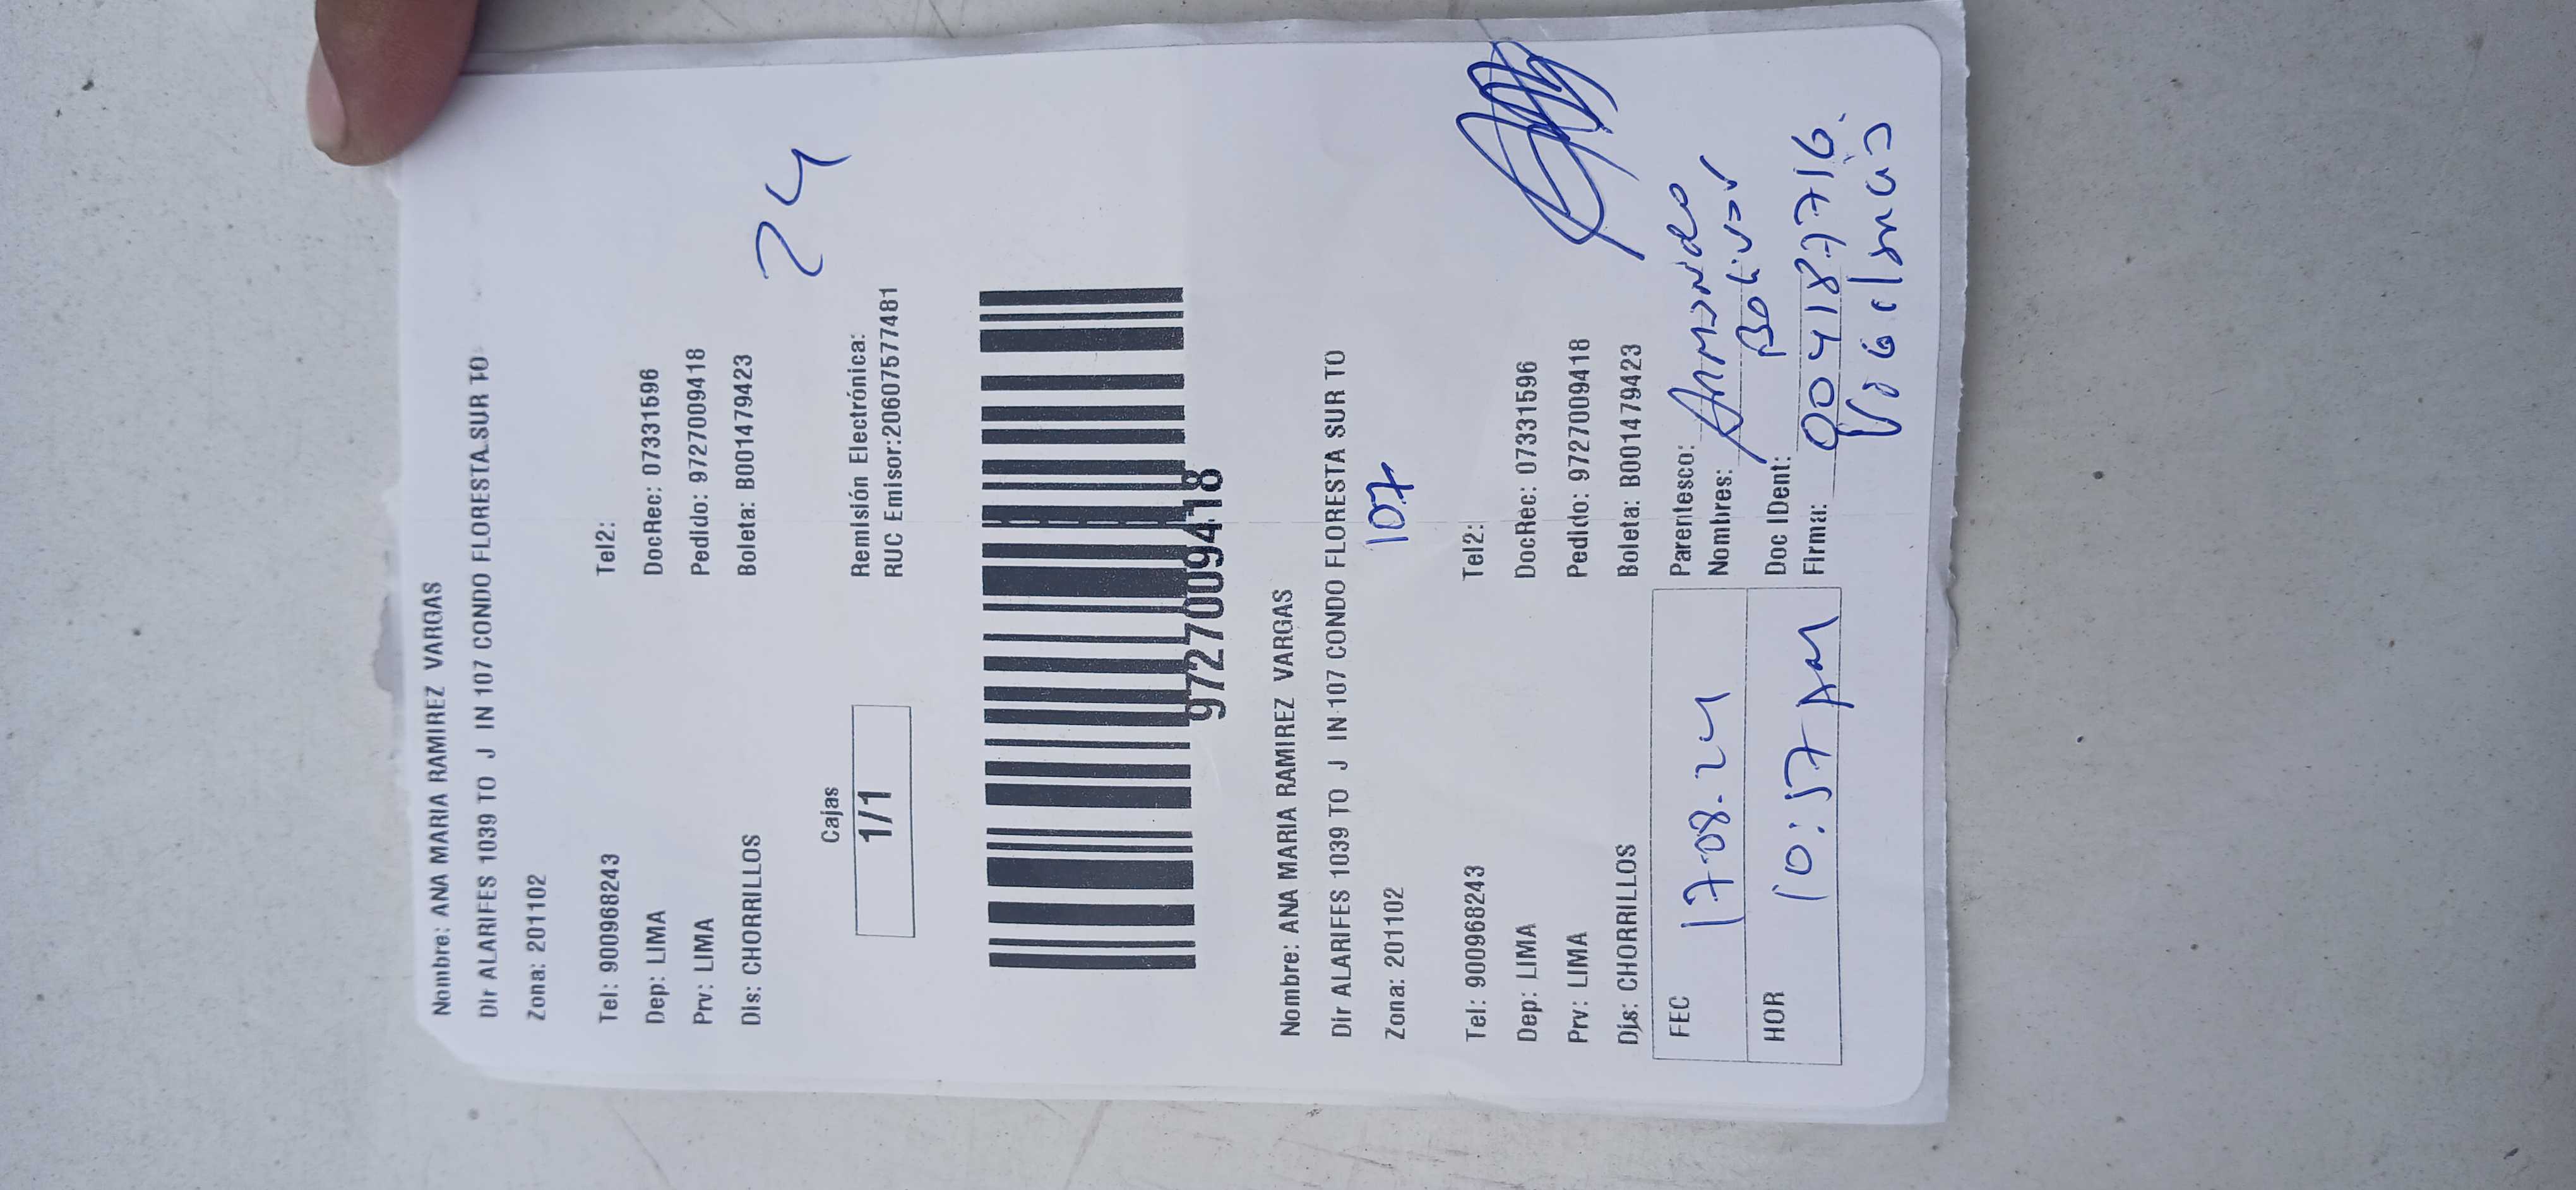 Nombre: ANA MARIA RAMIREZ VARGAS
Dir ALARIFES 1039 TO J IN 107 CONDO FLORESTA SUR TO
Zona: 201102
Tel: 900968243 Tel2:
Dep: LIMA DocRec: 07331596
Prv: LIMA Pedido: 9727009418
Dis: CHORRILLOS Boleta: B001479423
24
Cajas
1/1
Remisión Electrónica:
RUC Emisor:20607577481
9727009418
Nombre: ANA MARIA RAMIREZ VARGAS
Dir ALARIFES 1039 TO J IN 107 CONDO FLORESTA SUR TO
Zona: 201102 107
Tel: 900968243 Tel2:
Dep: LIMA DocRec: 07331596
Prv: LIMA Pedido: 9727009418
Dis: CHORRILLOS Boleta: B001479423
FEC 17-08-24
HOR 10:57 AM
Parentesco:
Nombres: Armando
Bolivar
Doc IDent: 004187716
Firma: